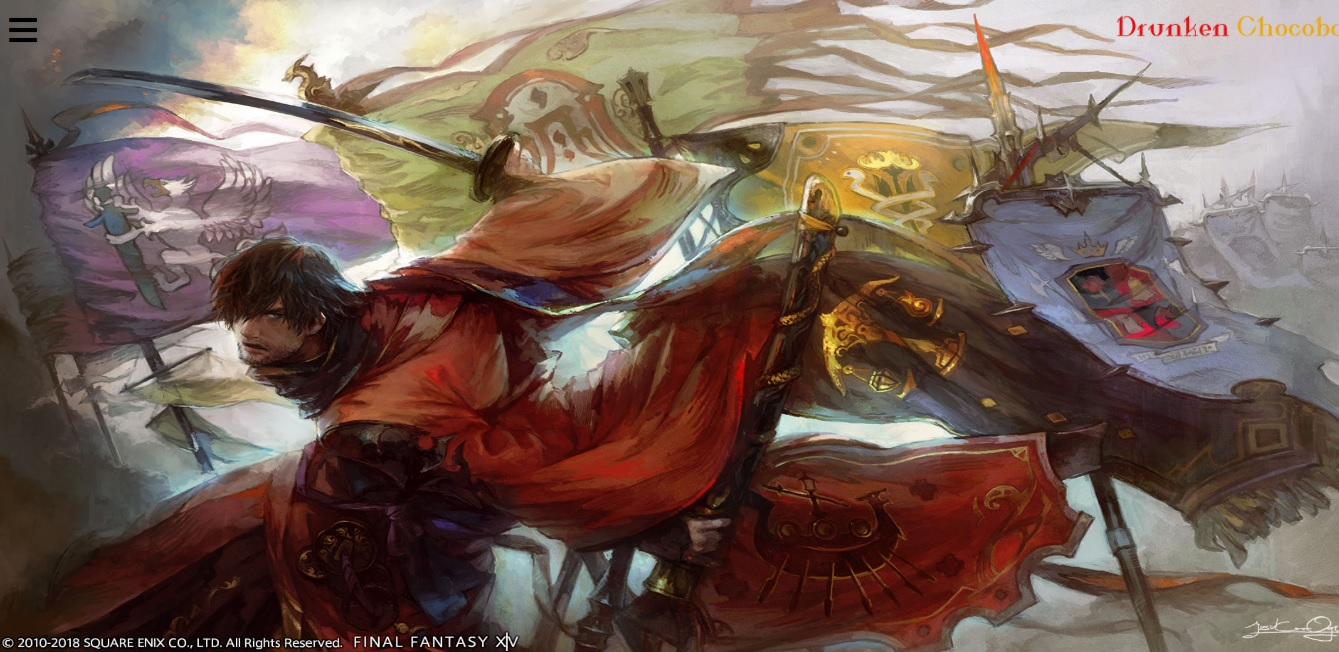 Drunken Chocobo
© 2010-2018 SQUARE ENIX CO., LTD. All Rights Reserved. FINAL FANTASY XIV